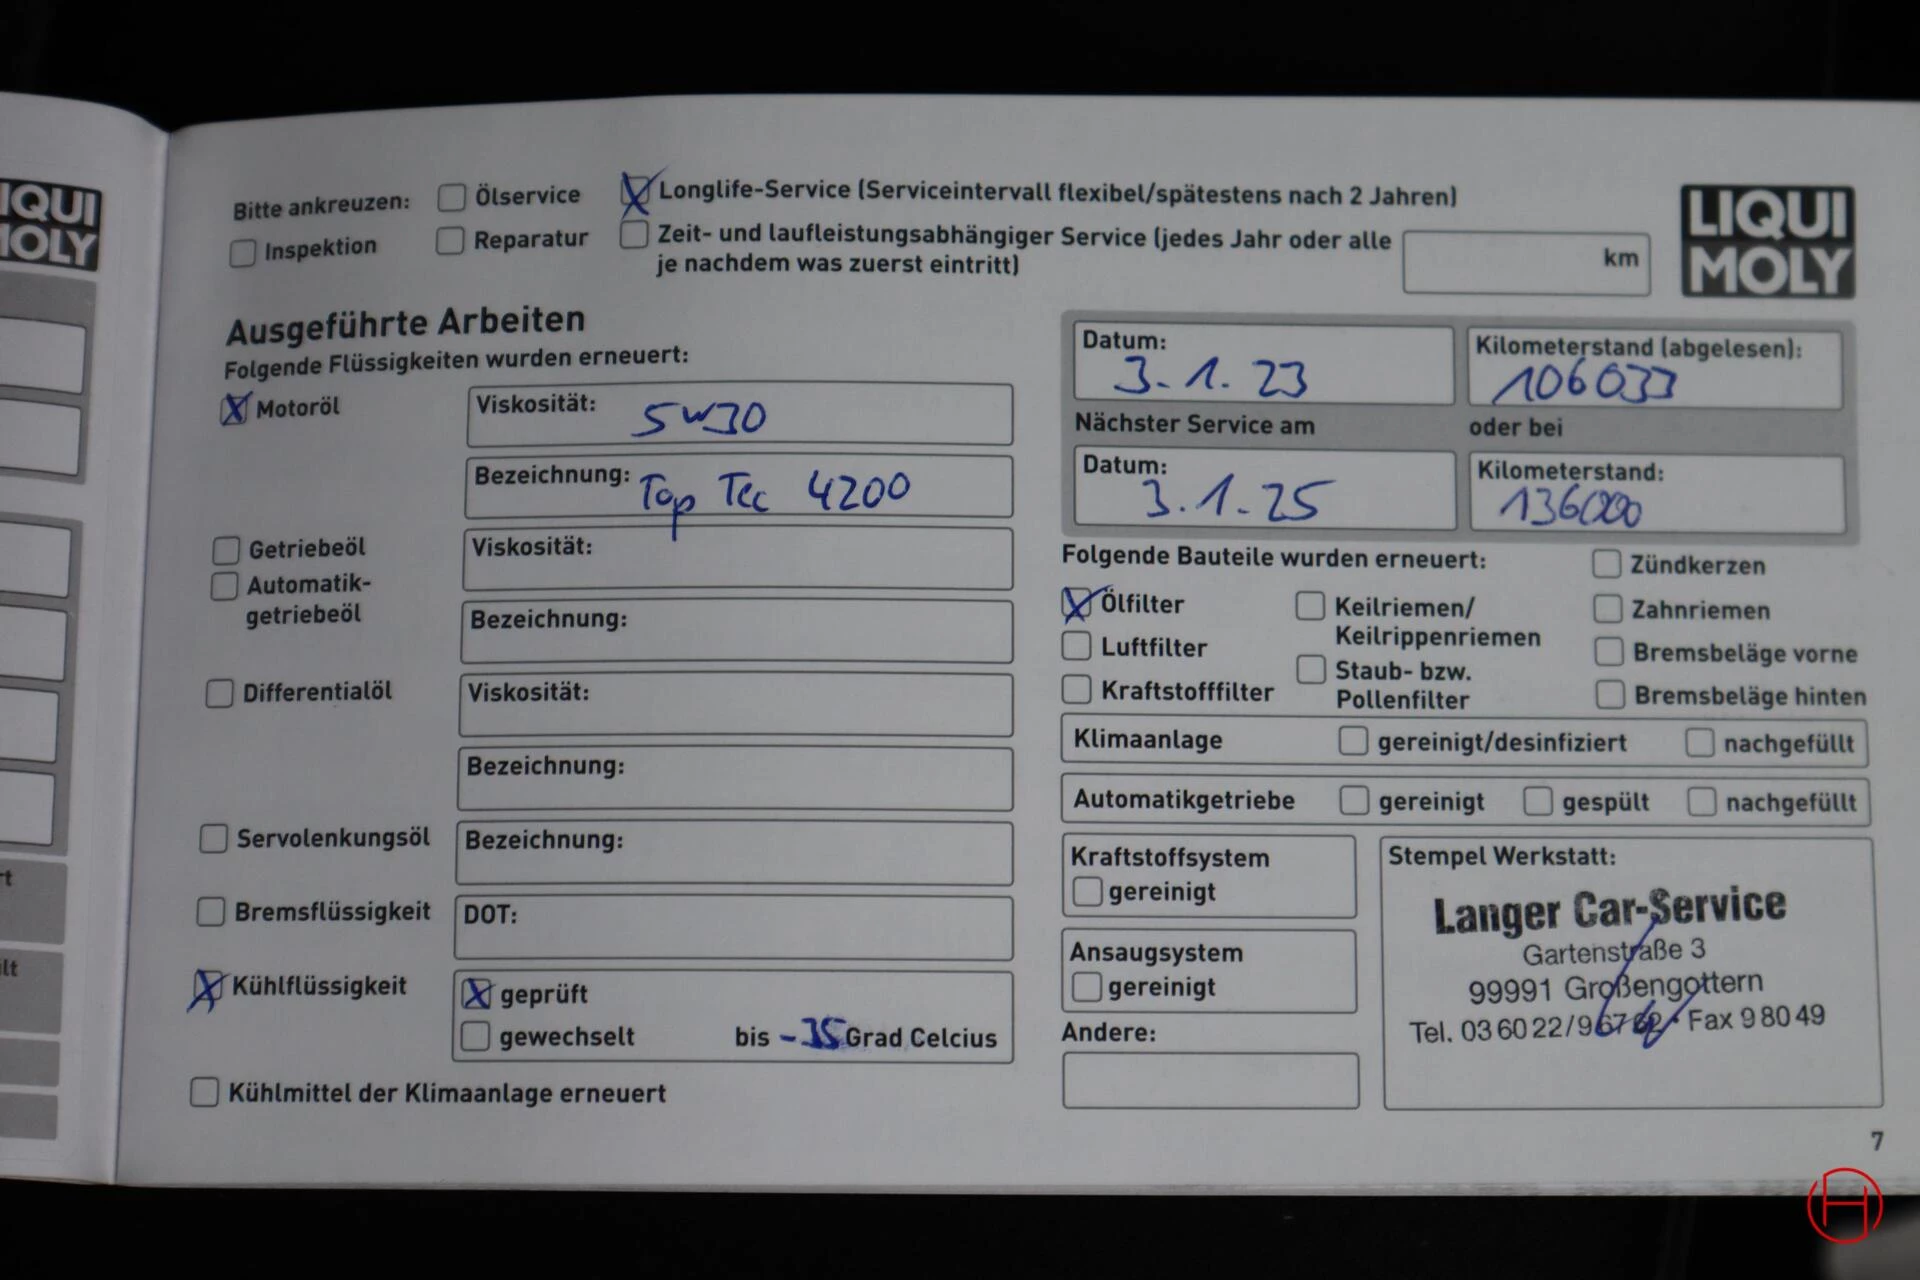 IQUI
MOLY
rt
lt
Bitte ankreuzen:
Ölservice
Longlife-Service (Serviceintervall flexibel/spätestens nach 2 Jahren)
Inspektion
Reparatur
Zeit- und laufleistungsabhängiger Service (jedes Jahr oder alle
km
je nachdem was zuerst eintritt)
LIQUI
MOLY
Ausgeführte Arbeiten
Folgende Flüssigkeiten wurden erneuert:
X Motoröl
Viskosität: 5W30
Bezeichnung: Top Tec 4200
Getriebeöl
Automatik-
getriebeöl
Viskosität:
Bezeichnung:
Differentialöl
Viskosität:
Bezeichnung:
Servolenkungsöl
Bezeichnung:
Bremsflüssigkeit
DOT:
X Kühlflüssigkeit
X geprüft
gewechselt
bis -35 Grad Celcius
Kühlmittel der Klimaanlage erneuert
Datum:
3.1.23
Kilometerstand (abgelesen):
106033
Nächster Service am
oder bei
Datum:
3.1.25
Kilometerstand:
136000
Folgende Bauteile wurden erneuert:
X Ölfilter
Luftfilter
Kraftstofffilter
Keilriemen/
Keilrippenriemen
Staub- bzw.
Pollenfilter
Zündkerzen
Zahnriemen
Bremsbeläge vorne
Bremsbeläge hinten
Klimaanlage
gereinigt/desinfiziert
nachgefüllt
Automatikgetriebe
gereinigt
gespült
nachgefüllt
Kraftstoffsystem
gereinigt
Ansaugsystem
gereinigt
Andere:
Stempel Werkstatt:
Langer Car-Service
Gartenstraße 3
99991 Großengottern
Tel. 03 60 22/9 67 62 · Fax 9 80 49
7